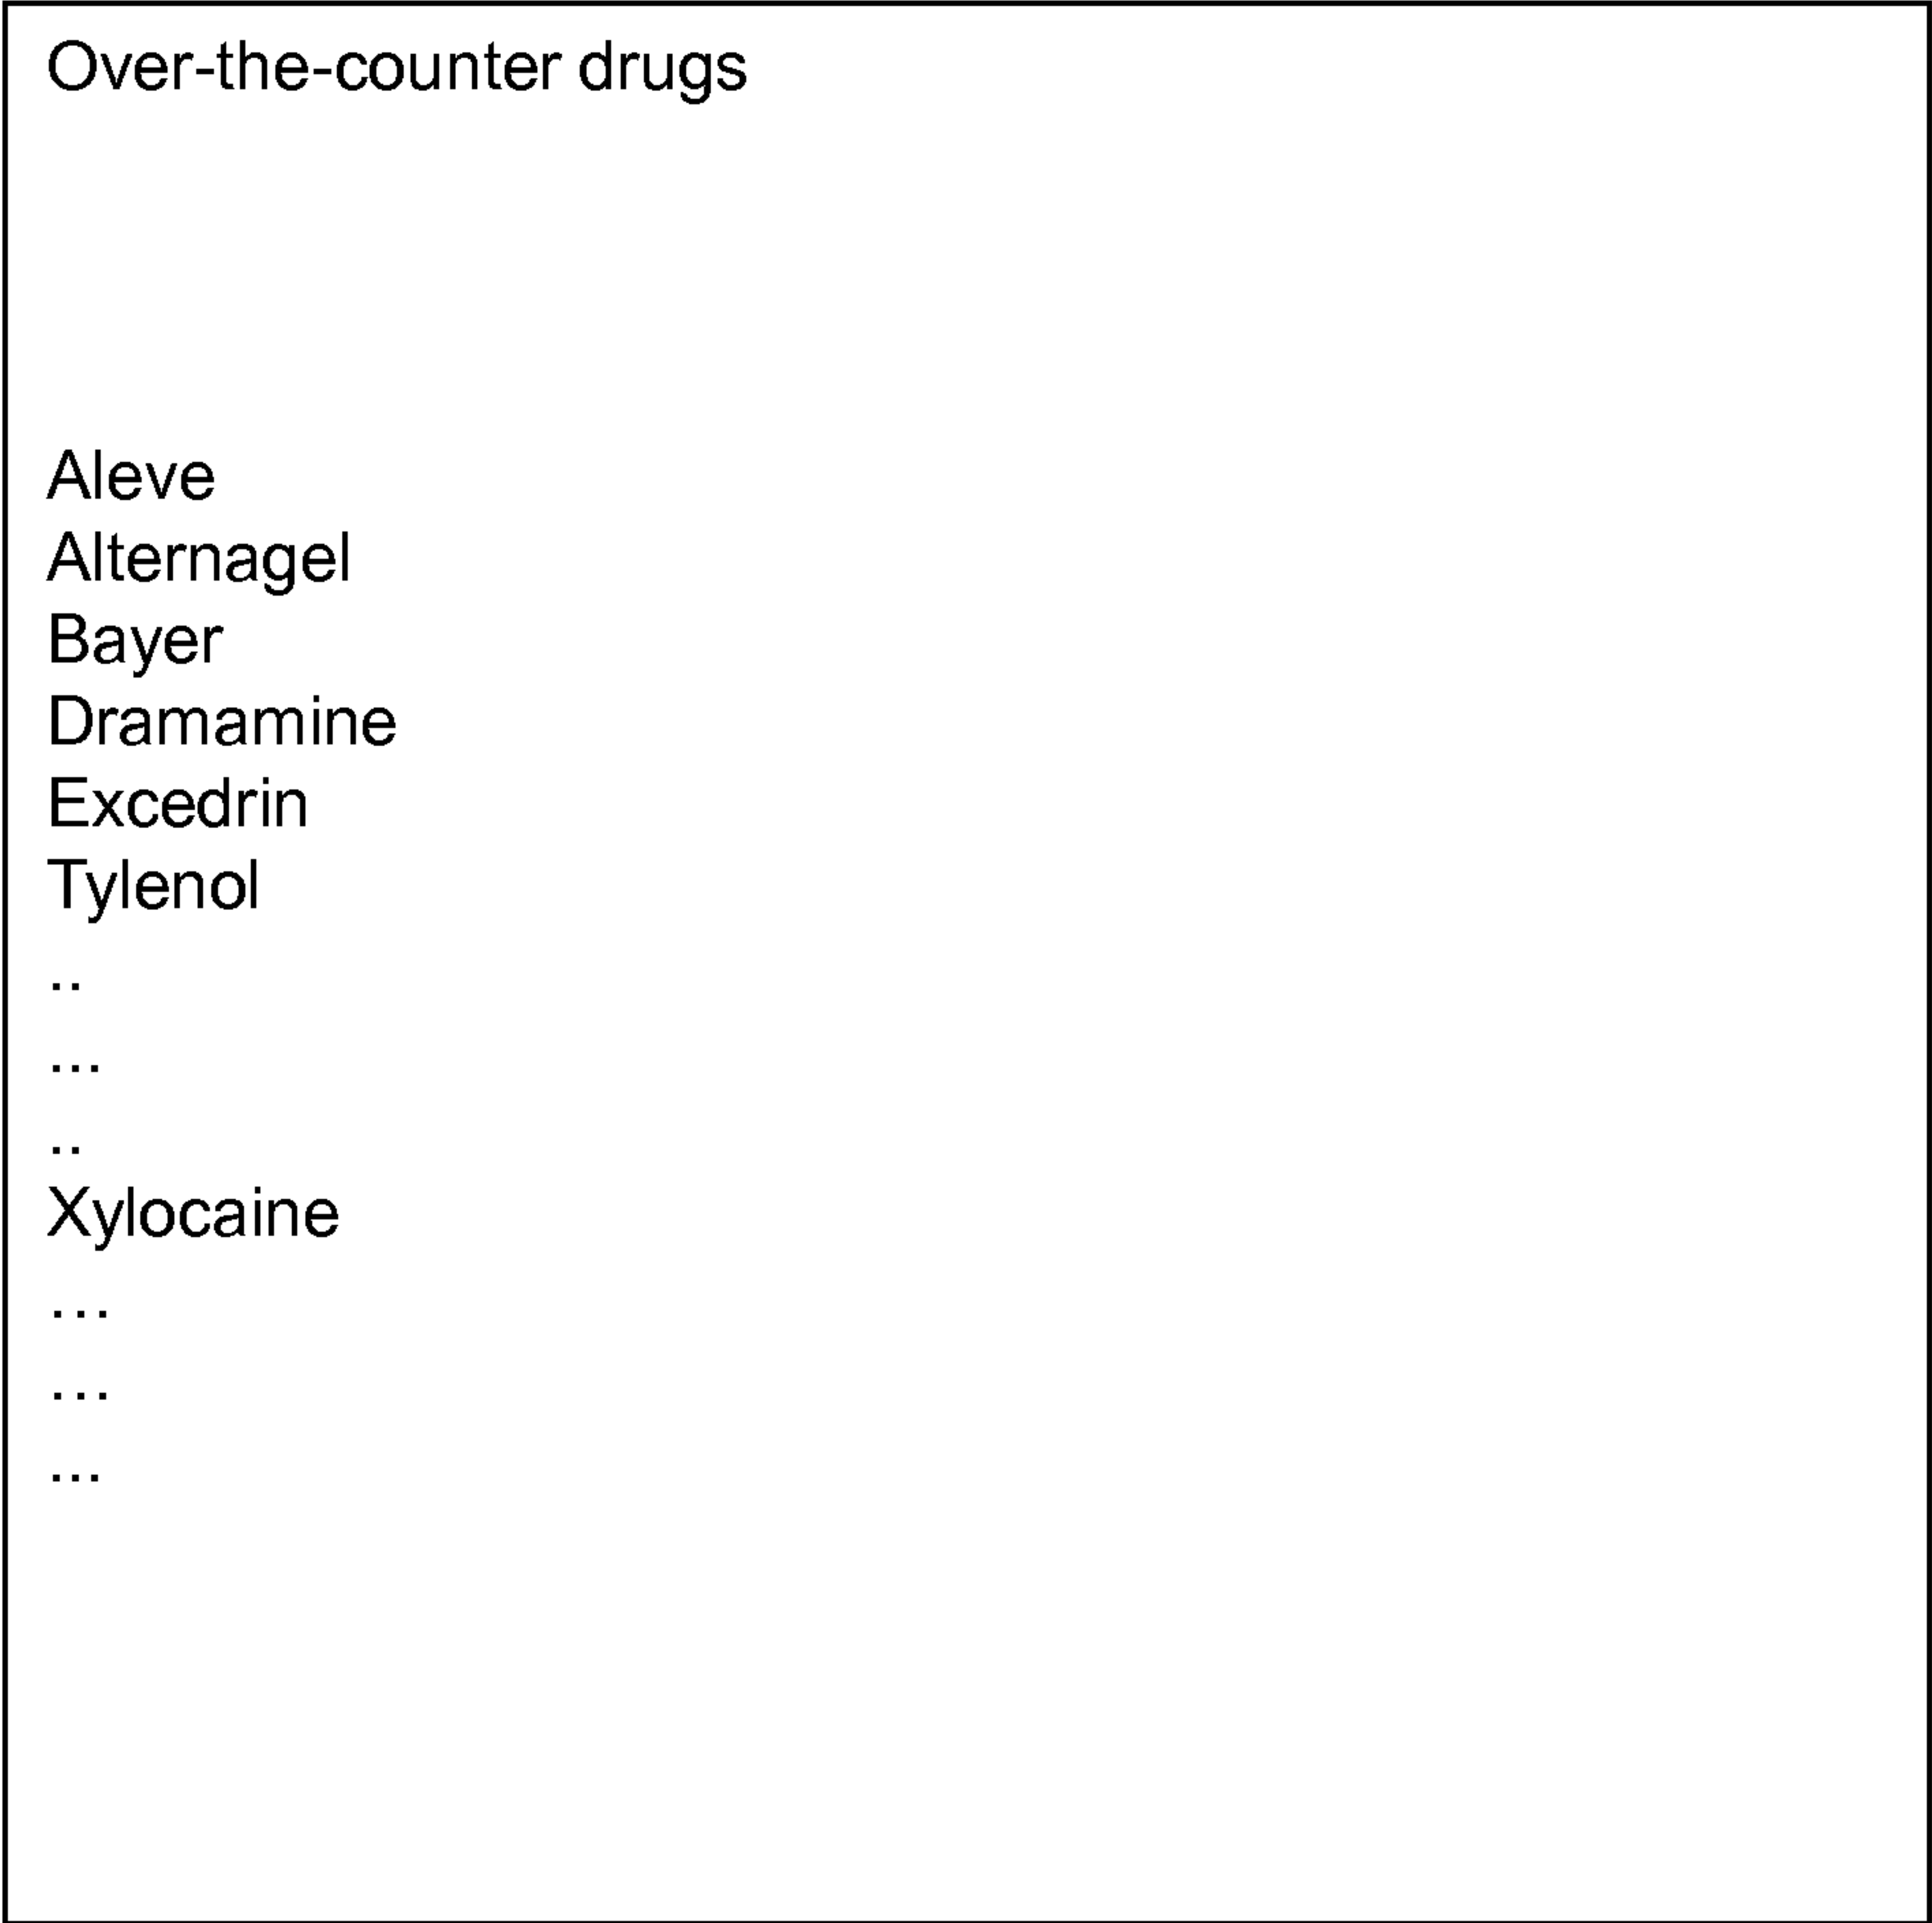 Over-the-counter drugs
Aleve
Alternagel
Bayer
Dramamine
Excedrin
Tylenol
..
...
..
Xylocaine
...
...
...